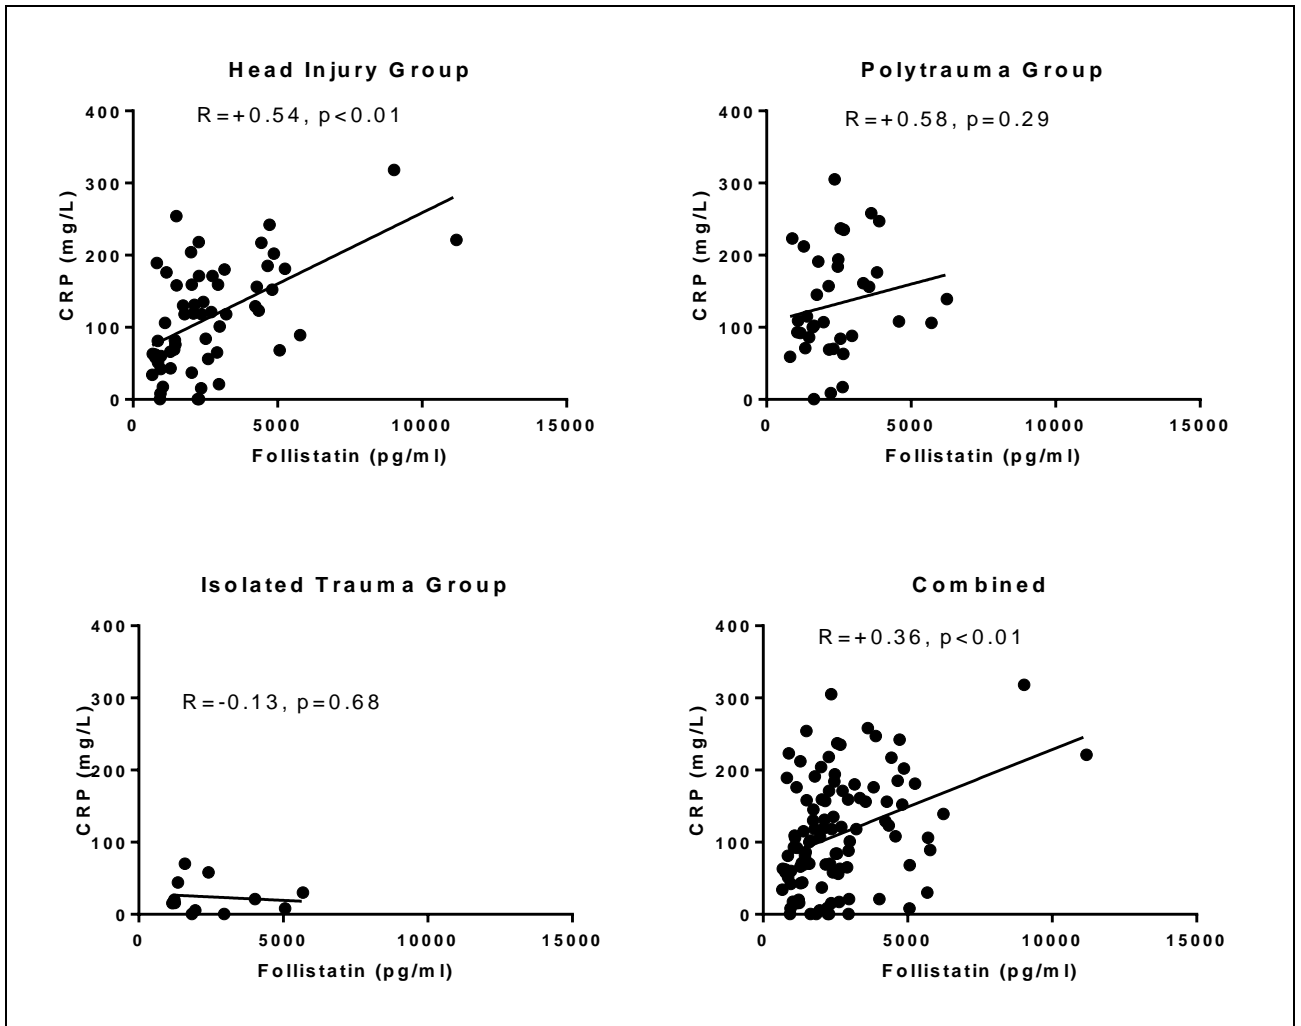 Head Injury Group
R=+0.54, p<0.01
400
300
200
100
0
CRP (mg/L)
0 5000 10000 15000
Follistatin (pg/ml)
Polytrauma Group
R=+0.58, p=0.29
400
300
200
100
0
CRP (mg/L)
0 5000 10000 15000
Follistatin (pg/ml)
Isolated Trauma Group
R=-0.13, p=0.68
400
300
200
100
0
CRP (mg/L)
0 5000 10000 15000
Follistatin (pg/ml)
Combined
R=+0.36, p<0.01
400
300
200
100
0
CRP (mg/L)
0 5000 10000 15000
Follistatin (pg/ml)